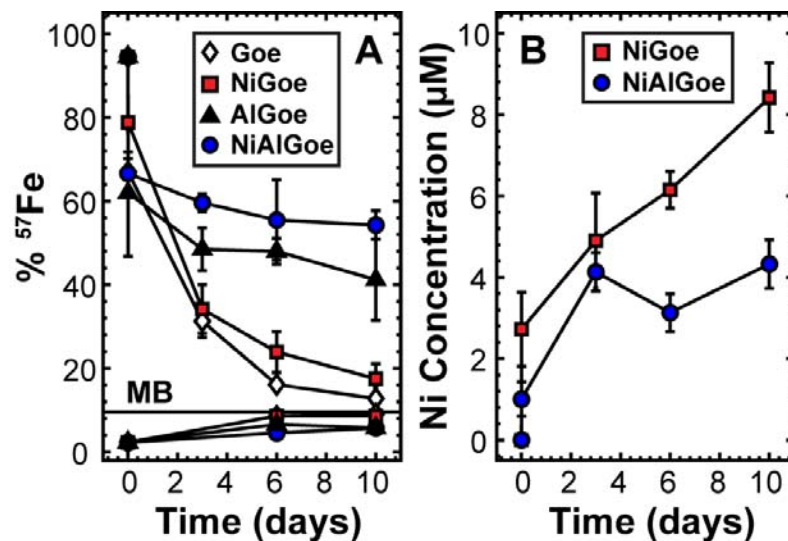 A
Goe
NiGoe
AlGoe
NiAlGoe
% ⁵⁷Fe
100
80
60
40
20
0
MB
0 2 4 6 8 10
Time (days)
B
NiGoe
NiAlGoe
Ni Concentration (μM)
10
8
6
4
2
0
0 2 4 6 8 10
Time (days)